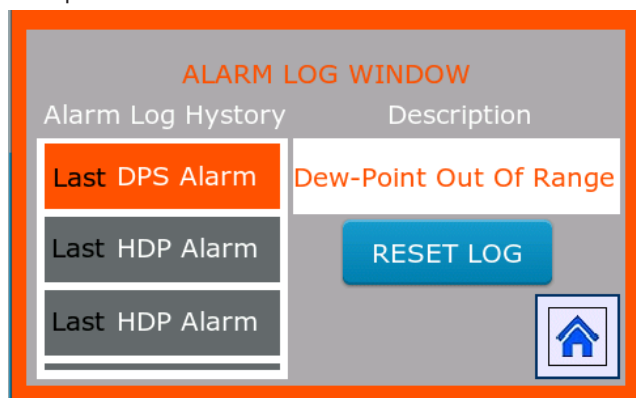 ALARM LOG WINDOW
Alarm Log Hystory
Description
Last DPS Alarm
Dew-Point Out Of Range
Last HDP Alarm
RESET LOG
Last HDP Alarm